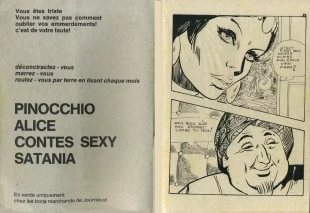 Vous êtes triste
Vous ne savez pas comment
oublier vos emmerdements!
c'est de votre faute!
décontractez - vous
marrez - vous
roulez - vous par terre en lisant chaque mois
PINOCCHIO
ALICE
CONTES SEXY
SATANIA
En vente uniquement
chez les bons marchands de Journaux